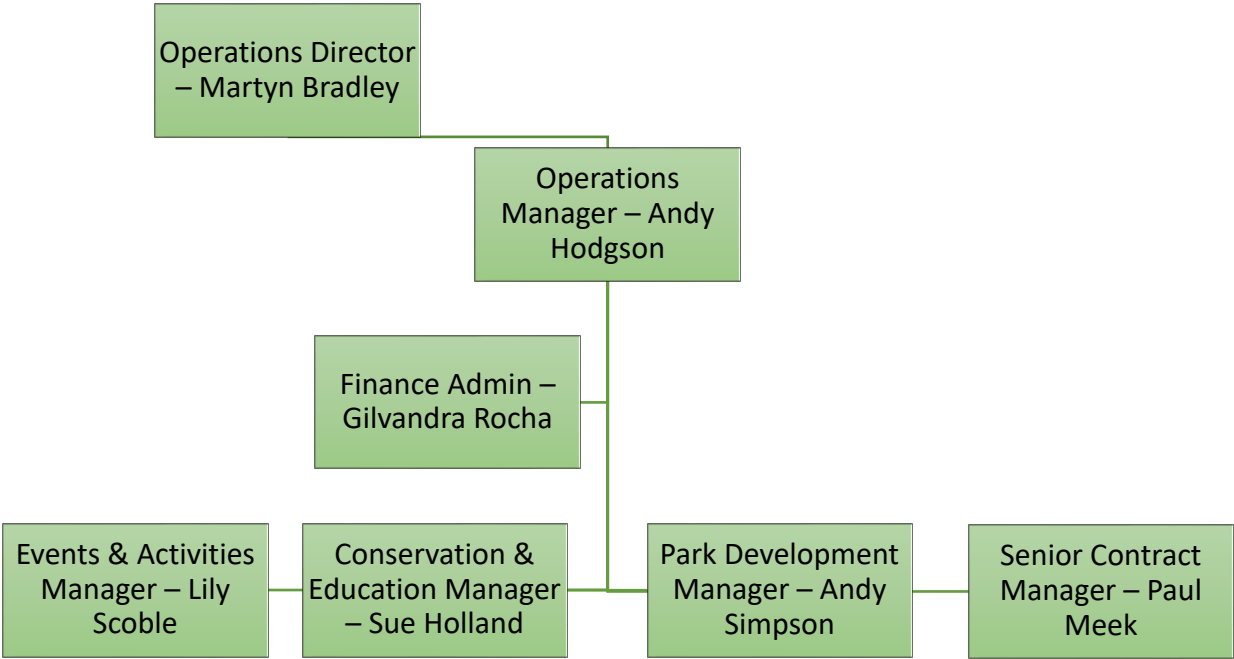 Operations Director
– Martyn Bradley
Operations
Manager – Andy
Hodgson
Finance Admin –
Gilvandra Rocha
Events & Activities
Manager – Lily
Scoble
Conservation &
Education Manager
– Sue Holland
Park Development
Manager – Andy
Simpson
Senior Contract
Manager – Paul
Meek